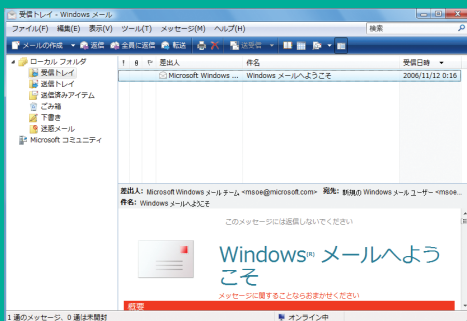 受信トレイ - Windows メール
ファイル(F) 編集(E) 表示(V) ツール(T) メッセージ(M) ヘルプ(H)
検索
メールの作成 返信 全員に返信 転送 送受信
ローカル フォルダ
受信トレイ
送信トレイ
送信済みアイテム
ごみ箱
下書き
迷惑メール
Microsoft コミュニティ
差出人 件名 受信日時
Microsoft Windows ... Windows メールへようこそ 2006/11/12 0:16
差出人: Microsoft Windows メール チーム <msoe@microsoft.com> 宛先: 新規の Windows メール ユーザー <msoe...
件名: Windows メールへようこそ
このメッセージには返信しないでください
Windows(R) メールへよう
こそ
メッセージに関することならおまかせください
概要
1 通のメッセージ、0 通は未開封
オンライン中